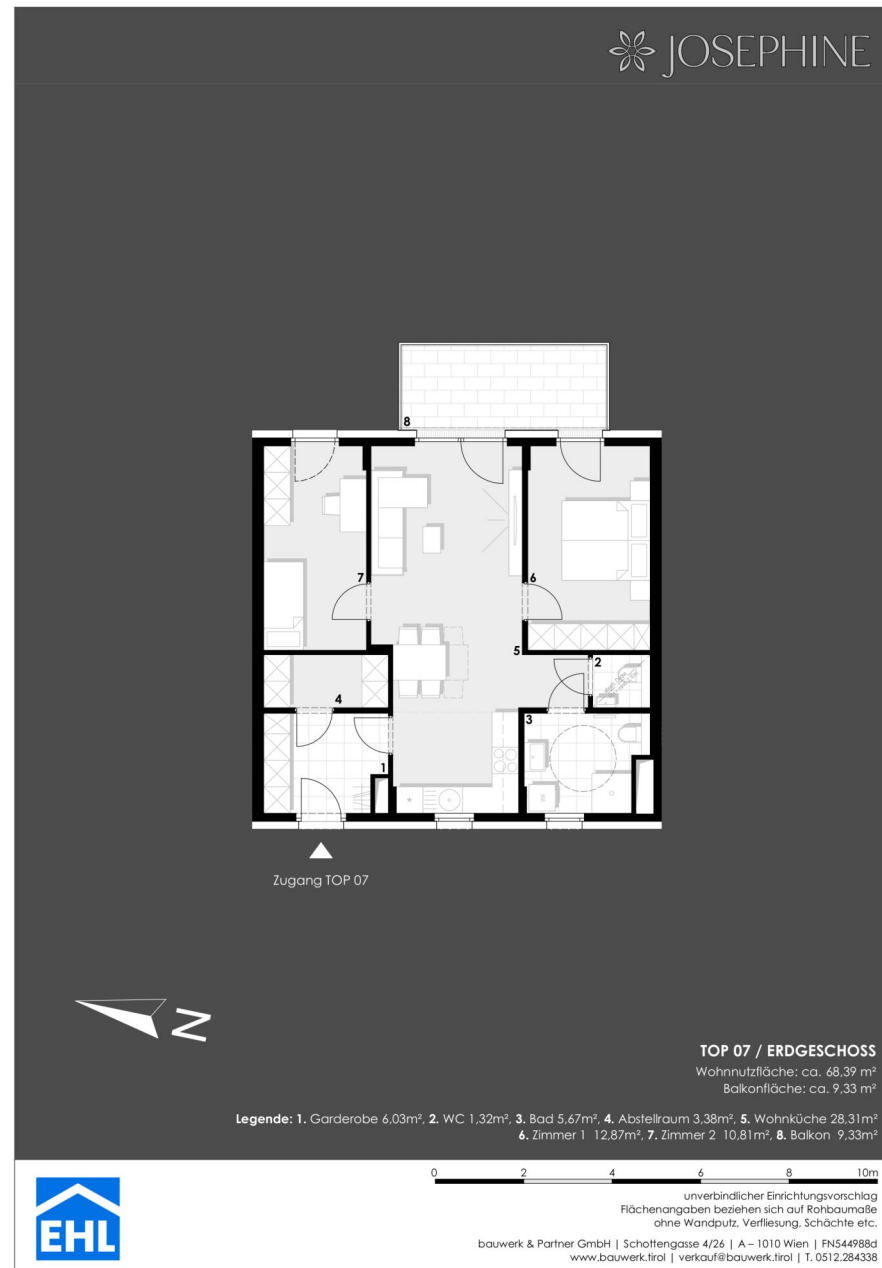 JOSEPHINE
8
7
6
5
2
4
3
1
Zugang TOP 07
N
TOP 07 / ERDGESCHOSS
Wohnnutzfläche: ca. 68,39 m²
Balkonfläche: ca. 9,33 m²
Legende: 1. Garderobe 6,03m², 2. WC 1,32m², 3. Bad 5,67m², 4. Abstellraum 3,38m², 5. Wohnküche 28,31m²
6. Zimmer 1 12,87m², 7. Zimmer 2 10,81m², 8. Balkon 9,33m²
0 2 4 6 8 10m
unverbindlicher Einrichtungsvorschlag
Flächenangaben beziehen sich auf Rohbaumaße
ohne Wandputz, Verfliesung, Schächte etc.
EHL
bauwerk & Partner GmbH | Schottengasse 4/26 | A – 1010 Wien | FN544988d
www.bauwerk.tirol | verkauf@bauwerk.tirol | T. 0512.284338